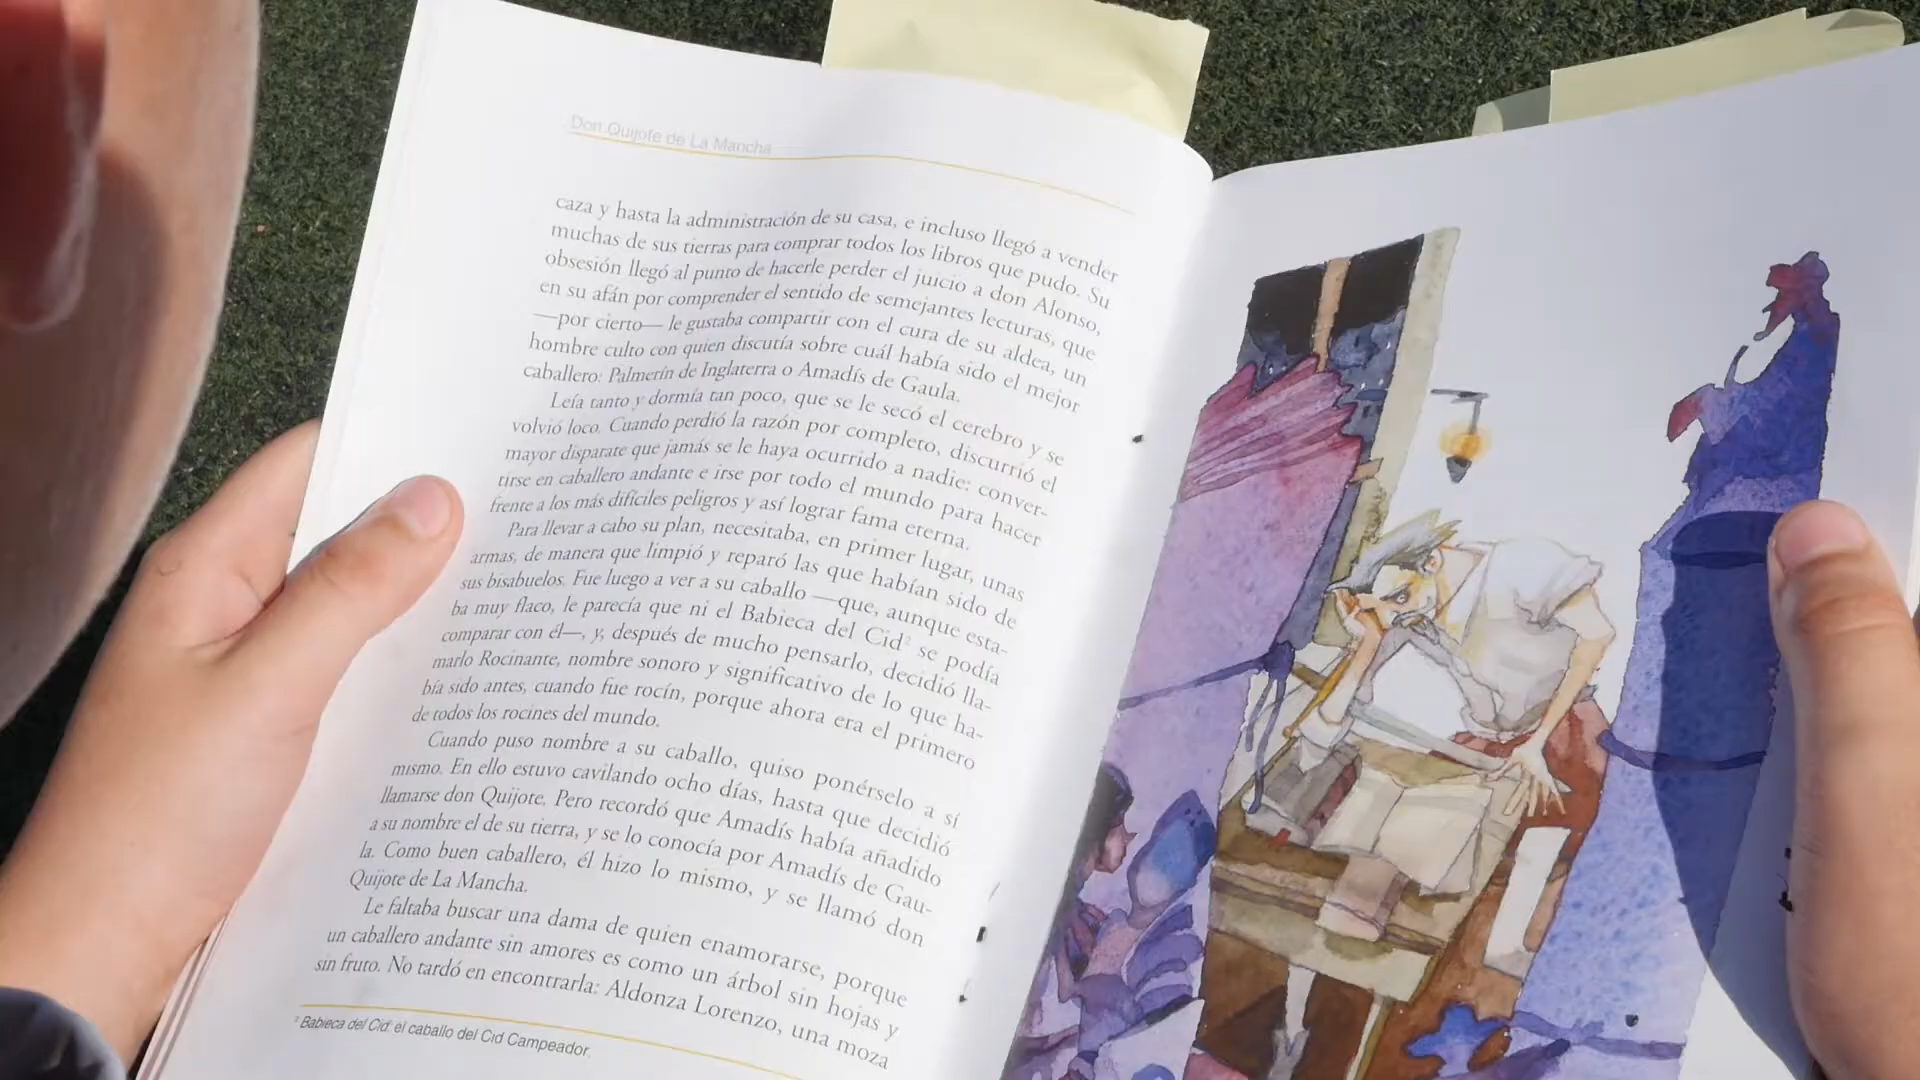 Don Quijote de La Mancha
caza y hasta la administración de su casa, e incluso llegó a vender
muchas de sus tierras para comprar todos los libros que pudo. Su
obsesión llegó al punto de hacerle perder el juicio a don Alonso,
en su afán por comprender el sentido de semejantes lecturas, que
—por cierto— le gustaba compartir con el cura de su aldea, un
hombre culto con quien discutía sobre cuál había sido el mejor
caballero: Palmerín de Inglaterra o Amadís de Gaula.
Leía tanto y dormía tan poco, que se le secó el cerebro y se
volvió loco. Cuando perdió la razón por completo, discurrió el
mayor disparate que jamás se le haya ocurrido a nadie: conver-
tirse en caballero andante e irse por todo el mundo para hacer
frente a los más difíciles peligros y así lograr fama eterna.
Para llevar a cabo su plan, necesitaba, en primer lugar, unas
armas, de manera que limpió y reparó las que habían sido de
sus bisabuelos. Fue luego a ver a su caballo —que, aunque esta-
ba muy flaco, le parecía que ni el Babieca del Cid² se podía
comparar con él—, y, después de mucho pensarlo, decidió lla-
marlo Rocinante, nombre sonoro y significativo de lo que ha-
bía sido antes, cuando fue rocín, porque ahora era el primero
de todos los rocines del mundo.
Cuando puso nombre a su caballo, quiso ponérselo a sí
mismo. En ello estuvo cavilando ocho días, hasta que decidió
llamarse don Quijote. Pero recordó que Amadís había añadido
a su nombre el de su tierra, y se lo conocía por Amadís de Gau-
la. Como buen caballero, él hizo lo mismo, y se llamó don
Quijote de La Mancha.
Le faltaba buscar una dama de quien enamorarse, porque
un caballero andante sin amores es como un árbol sin hojas y
sin fruto. No tardó en encontrarla: Aldonza Lorenzo, una moza
² Babieca del Cid: el caballo del Cid Campeador.